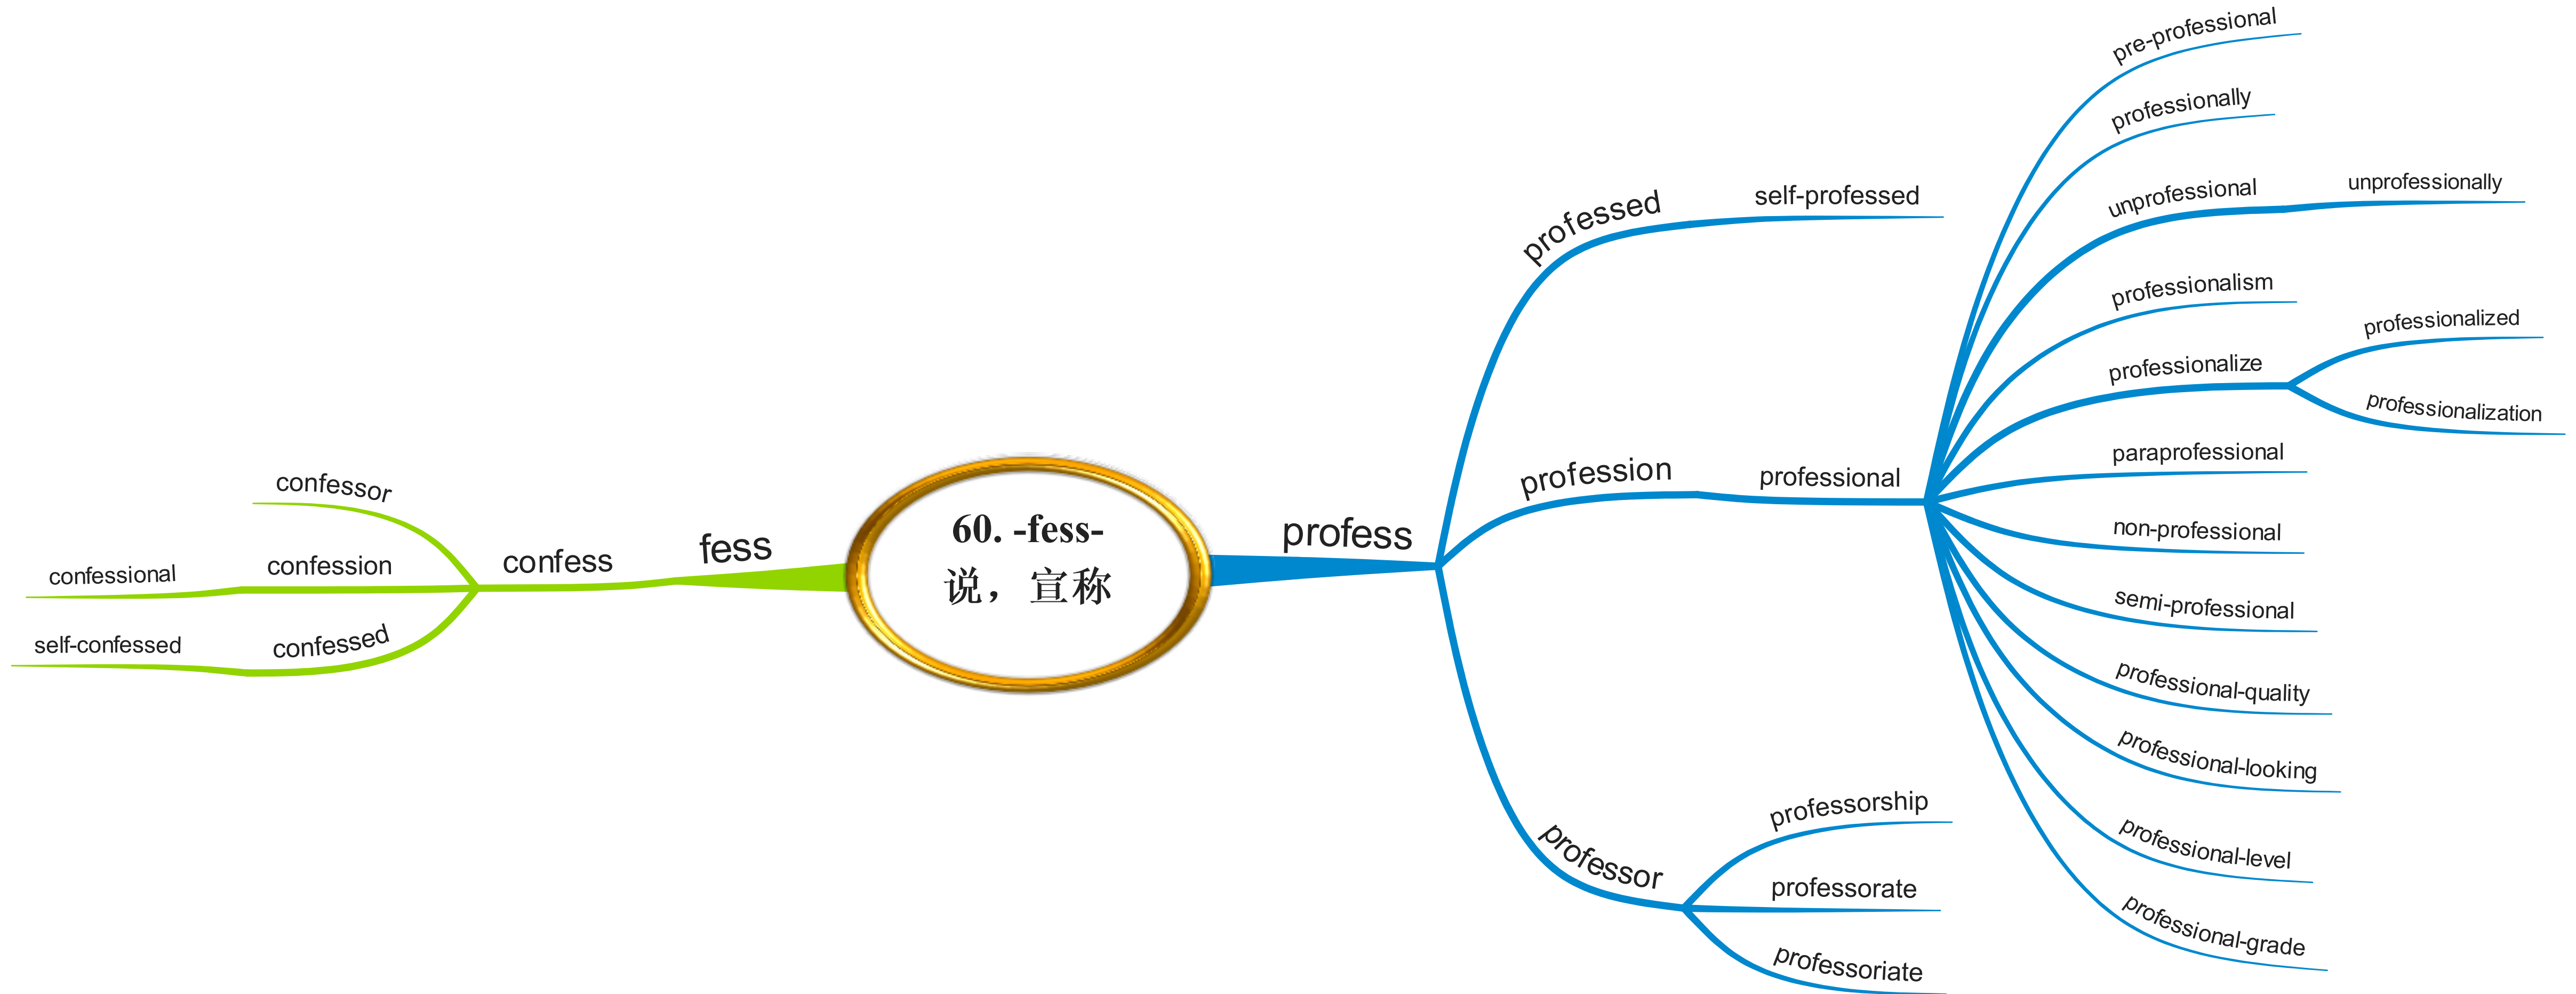 60. -fess-
说，宣称
fess
confess
confessor
confession
confessional
confessed
self-confessed
profess
professed
self-professed
profession
professional
pre-professional
professionally
unprofessional
unprofessionally
professionalism
professionalize
professionalized
professionalization
paraprofessional
non-professional
semi-professional
professional-quality
professional-looking
professional-level
professional-grade
professor
professorship
professorate
professoriate